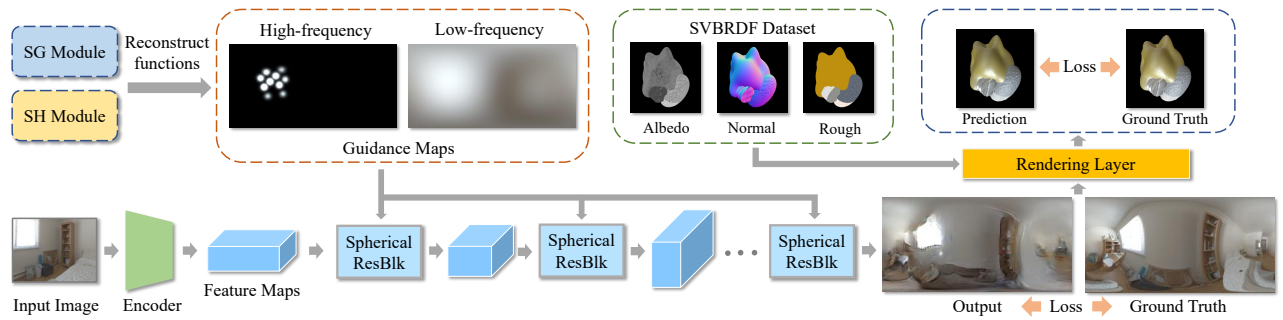 SG Module
SH Module
Reconstruct
functions
High-frequency
Low-frequency
Guidance Maps
SVBRDF Dataset
Albedo
Normal
Rough
Prediction
Loss
Ground Truth
Rendering Layer
Input Image
Encoder
Feature Maps
Spherical
ResBlk
Spherical
ResBlk
Spherical
ResBlk
Output
Loss
Ground Truth